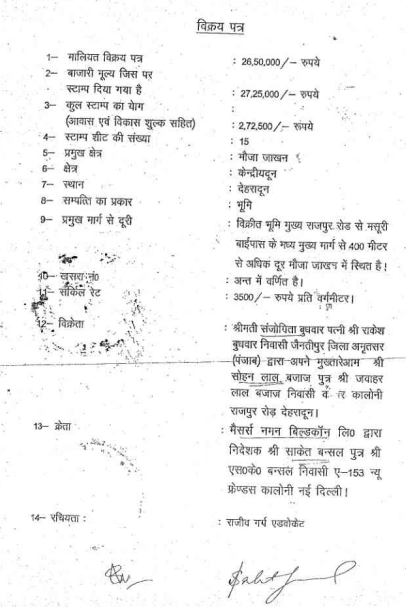 विक्रय पत्र
1– मालियत विक्रय पत्र : 26,50,000/– रुपये
2– बाजारी मूल्य जिस पर
स्टाम्प दिया गया है : 27,25,000/– रुपये
3– कुल स्टाम्प का योग :
(आवास एवं विकास शुल्क सहित) : 2,72,500/– रूपये
4– स्टाम्प शीट की संख्या : 15
5– प्रमुख क्षेत्र : मौजा जाखन
6– क्षेत्र : केन्द्रीयदून
7– स्थान : देहरादून
8– सम्पत्ति का प्रकार : भूमि
9– प्रमुख मार्ग से दूरी : विक्रीत भूमि मुख्य राजपुर रोड से मसूरी
बाईपास के मध्य मुख्य मार्ग से 400 मीटर
से अधिक दूर मौजा जाखन में स्थित है।
10– खसरा नं0 : अन्त में वर्णित है।
11– सर्किल रेट : 3500/– रुपये प्रति वर्गमीटर।
12– विक्रेता : श्रीमती संजोपिता बुधवार पत्नी श्री राकेश
बुधवार निवासी जैनतीपुर जिला अमृतसर
(पंजाब) द्वारा अपने मुख्तारेआम श्री
सोहन लाल बजाज पुत्र श्री जवाहर
लाल बजाज निवासी कालोनी
राजपुर रोड़ देहरादून।
13– क्रेता : मैसर्स नमन बिल्डकॉन लि0 द्वारा
निदेशक श्री साकेत बन्सल पुत्र श्री
एस0के0 बन्सल निवासी ए–153 न्यू
फ्रेण्डस कालोनी नई दिल्ली।
14– रचियता : : राजीव गर्ग एडवोकेट